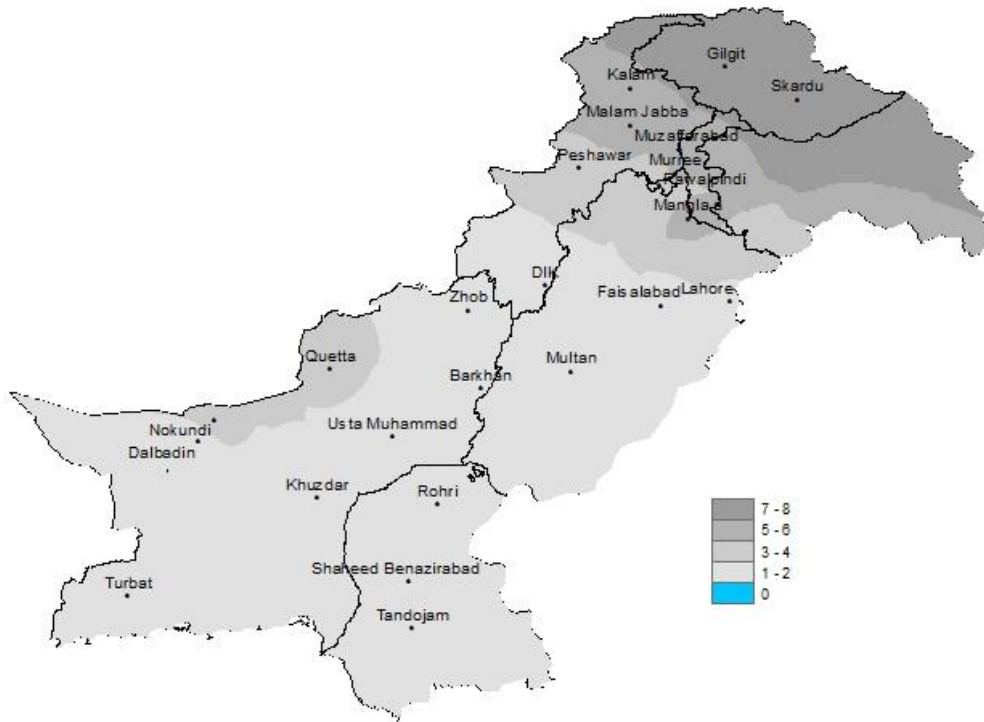 Gilgit
Kalam
Skardu
Malam Jabba
Muzaffarabad
Peshawar
Murree
Rawalpindi
DIK
Zhob
Faisalabad
Lahore
Quetta
Multan
Barkhan
Nokundi
Usta Muhammad
Dalbadin
Khuzdar
Rohri
Shaheed Benazirabad
Turbat
Tandojam
7 - 8
5 - 6
3 - 4
1 - 2
0